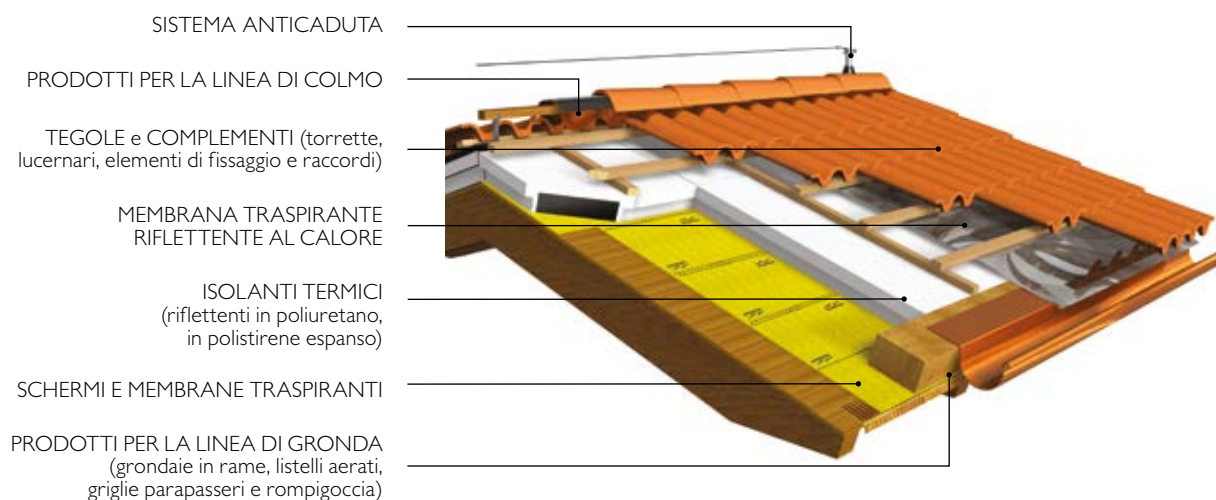 SISTEMA ANTICADUTA
PRODOTTI PER LA LINEA DI COLMO
TEGOLE e COMPLEMENTI (torrette,
lucernari, elementi di fissaggio e raccordi)
MEMBRANA TRASPIRANTE
RIFLETTENTE AL CALORE
ISOLANTI TERMICI
(riflettenti in poliuretano,
in polistirene espanso)
SCHERMI E MEMBRANE TRASPIRANTI
PRODOTTI PER LA LINEA DI GRONDA
(grondaie in rame, listelli aerati,
griglie parapasseri e rompigoccia)